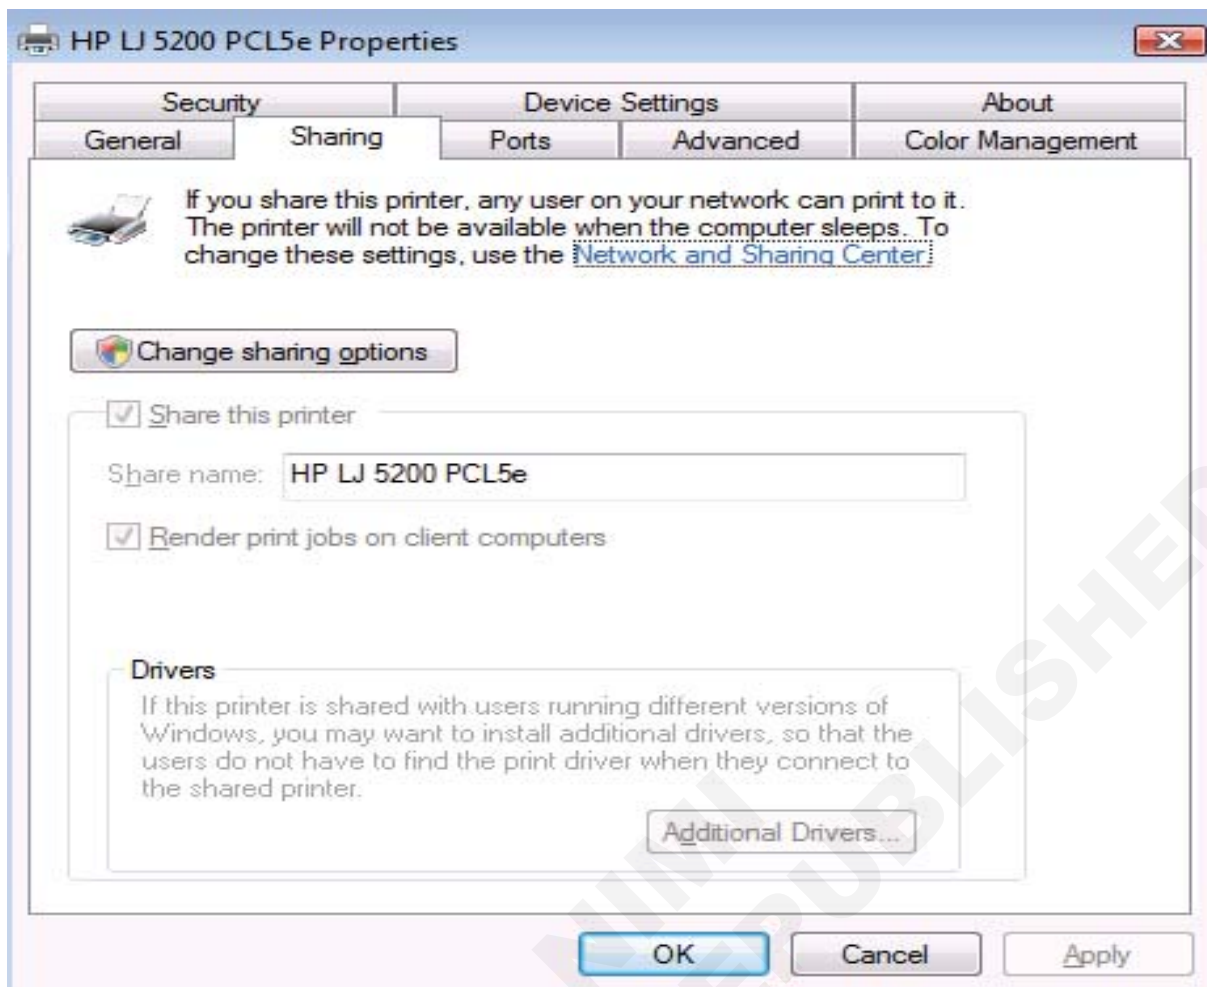 HP LJ 5200 PCL5e Properties
Security Device Settings About
General Sharing Ports Advanced Color Management
If you share this printer, any user on your network can print to it.
The printer will not be available when the computer sleeps. To
change these settings, use the Network and Sharing Center.
Change sharing options
Share this printer
Share name: HP LJ 5200 PCL5e
Render print jobs on client computers
Drivers
If this printer is shared with users running different versions of
Windows, you may want to install additional drivers, so that the
users do not have to find the print driver when they connect to
the shared printer.
Additional Drivers...
OK Cancel Apply
NIMI